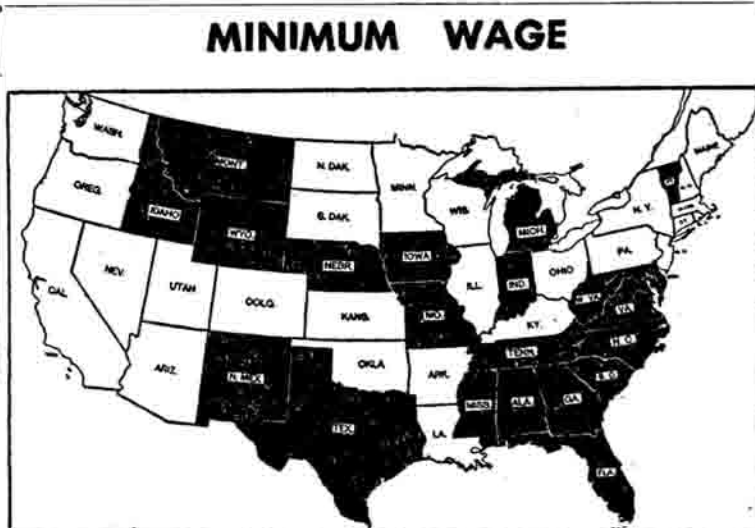 MINIMUM WAGE
WASH.
MONT.
N. DAK.
MINN.
MAINE
OREG.
IDAHO
S. DAK.
WIS.
MICH.
N. Y.
VT
WYO.
IOWA
NEBR.
PA.
NEV.
UTAH
COLO.
ILL.
IND.
OHIO
W. VA.
VA.
CAL.
KANS.
MO.
KY.
ARIZ.
N. MEX.
OKLA.
ARK.
TENN.
N. C.
S. C.
TEX.
LA.
MISS.
ALA.
GA.
FLA.